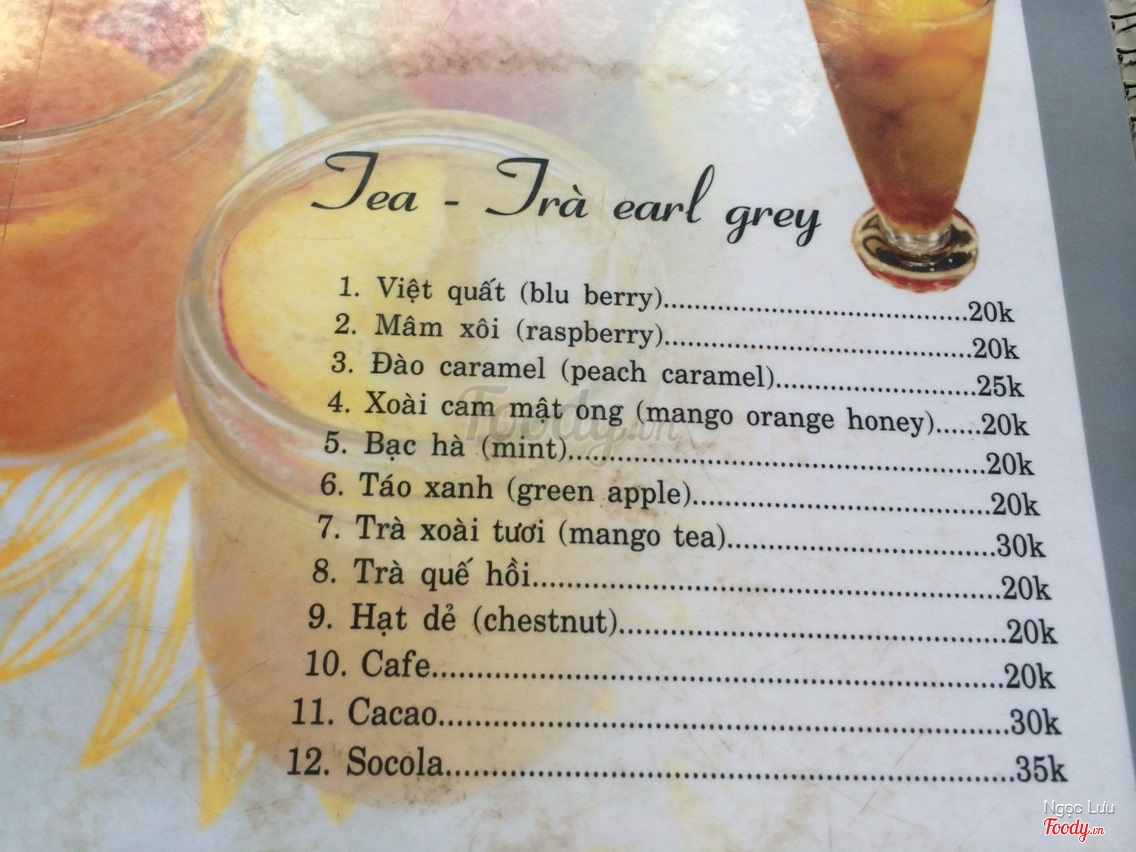 Tea - Trà earl grey
1. Việt quất (blu berry)........................................20k
2. Mâm xôi (raspberry)........................................20k
3. Đào caramel (peach caramel)..........................25k
4. Xoài cam mật ong (mango orange honey)......20k
5. Bạc hà (mint)......................................................20k
6. Táo xanh (green apple).......................................20k
7. Trà xoài tươi (mango tea)...................................30k
8. Trà quế hồi............................................................20k
9. Hạt dẻ (chestnut).................................................20k
10. Cafe........................................................................20k
11. Cacao......................................................................30k
12. Socola.....................................................................35k
Foody.vn
Ngọc Lưu
Foody.vn